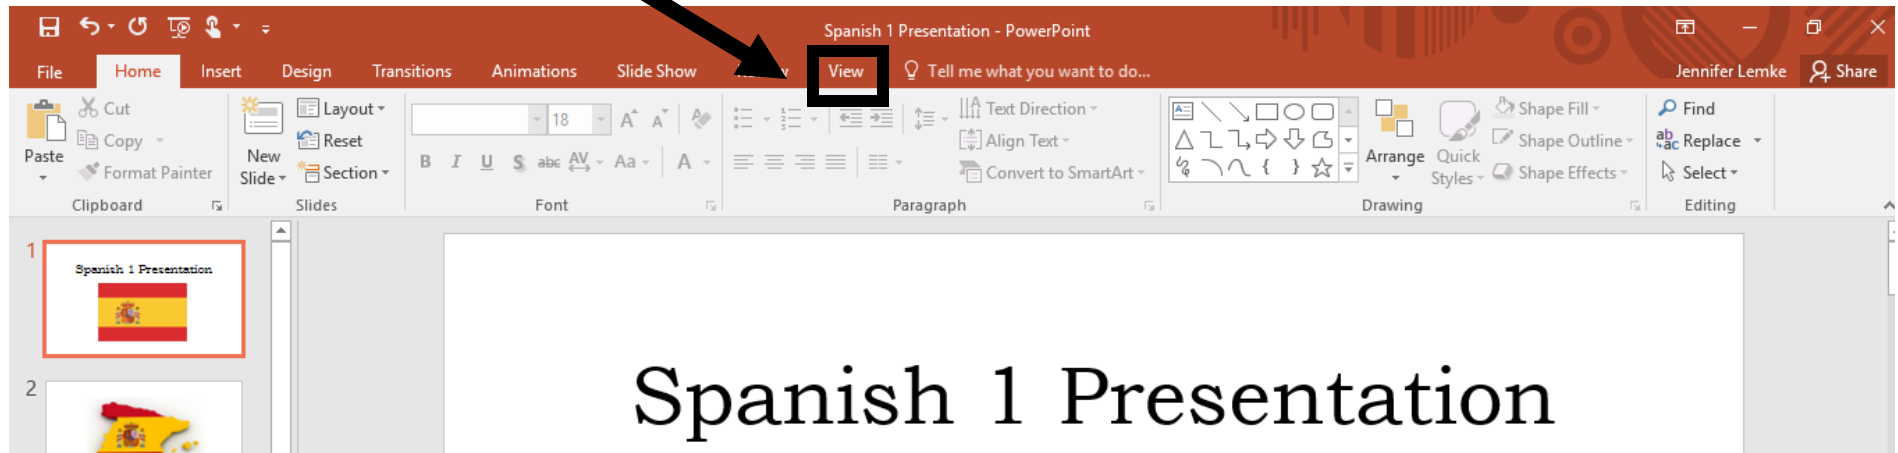 Spanish 1 Presentation - PowerPoint
File Home Insert Design Transitions Animations Slide Show View Tell me what you want to do... Jennifer Lemke Share
Cut Layout Text Direction Shape Fill Find
18 A A
Copy Reset Align Text Shape Outline Replace
Paste New Arrange Quick
B I U S abc AV Aa A
Format Painter Slide Section Convert to SmartArt Styles Shape Effects Select
Clipboard Slides Font Paragraph Drawing Editing
1
Spanish 1 Presentation
2
Spanish 1 Presentation